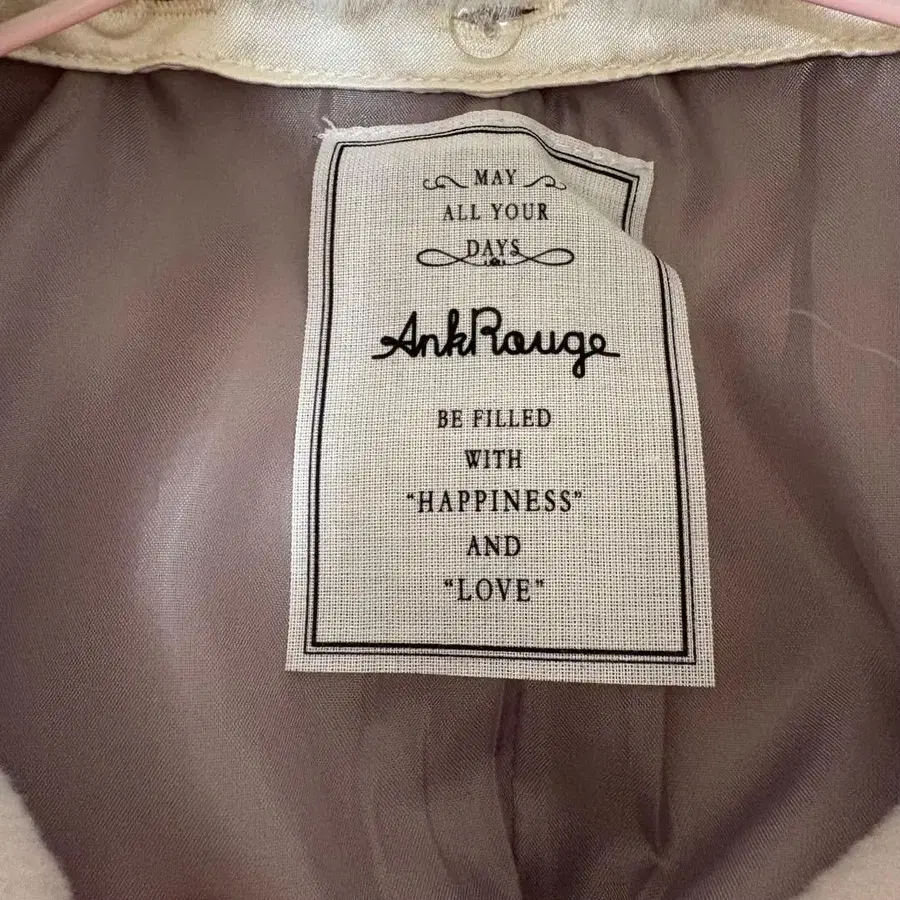 MAY
ALL YOUR
DAYS
AnkRouge
BE FILLED
WITH
“HAPPINESS”
AND
“LOVE”